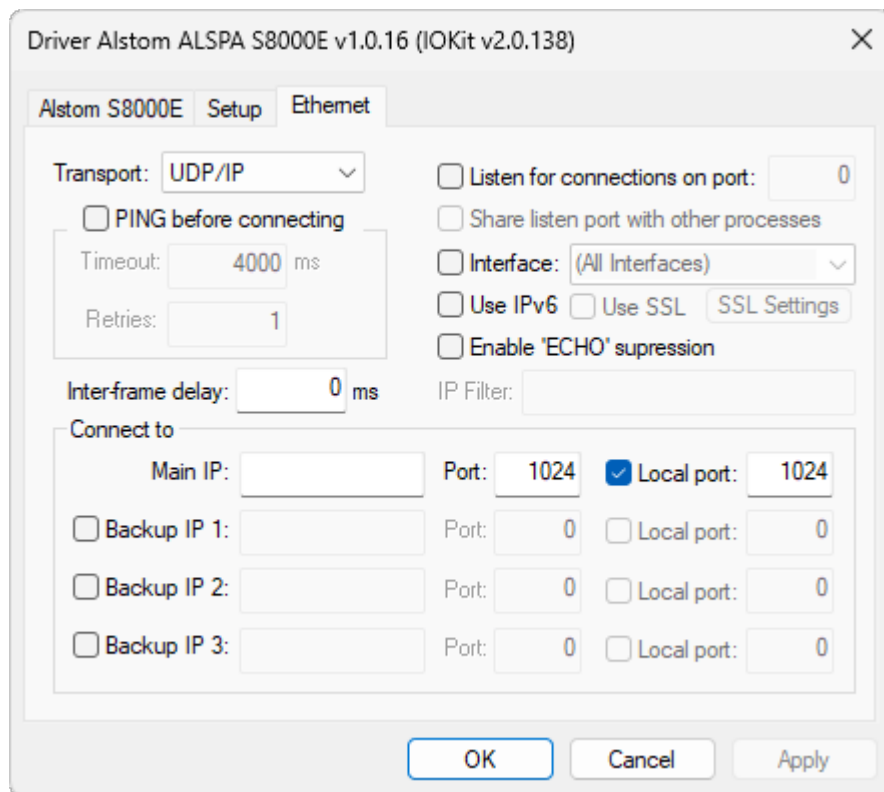 Driver Alstom ALSPA S8000E v1.0.16 (IOKit v2.0.138)
Alstom S8000E Setup Ethernet
Transport: UDP/IP
Listen for connections on port: 0
PING before connecting
Share listen port with other processes
Timeout: 4000 ms
Interface: (All Interfaces)
Retries: 1
Use IPv6 Use SSL SSL Settings
Enable 'ECHO' supression
Inter-frame delay: 0 ms
IP Filter:
Connect to
Main IP: Port: 1024 Local port: 1024
Backup IP 1: Port: 0 Local port: 0
Backup IP 2: Port: 0 Local port: 0
Backup IP 3: Port: 0 Local port: 0
OK Cancel Apply